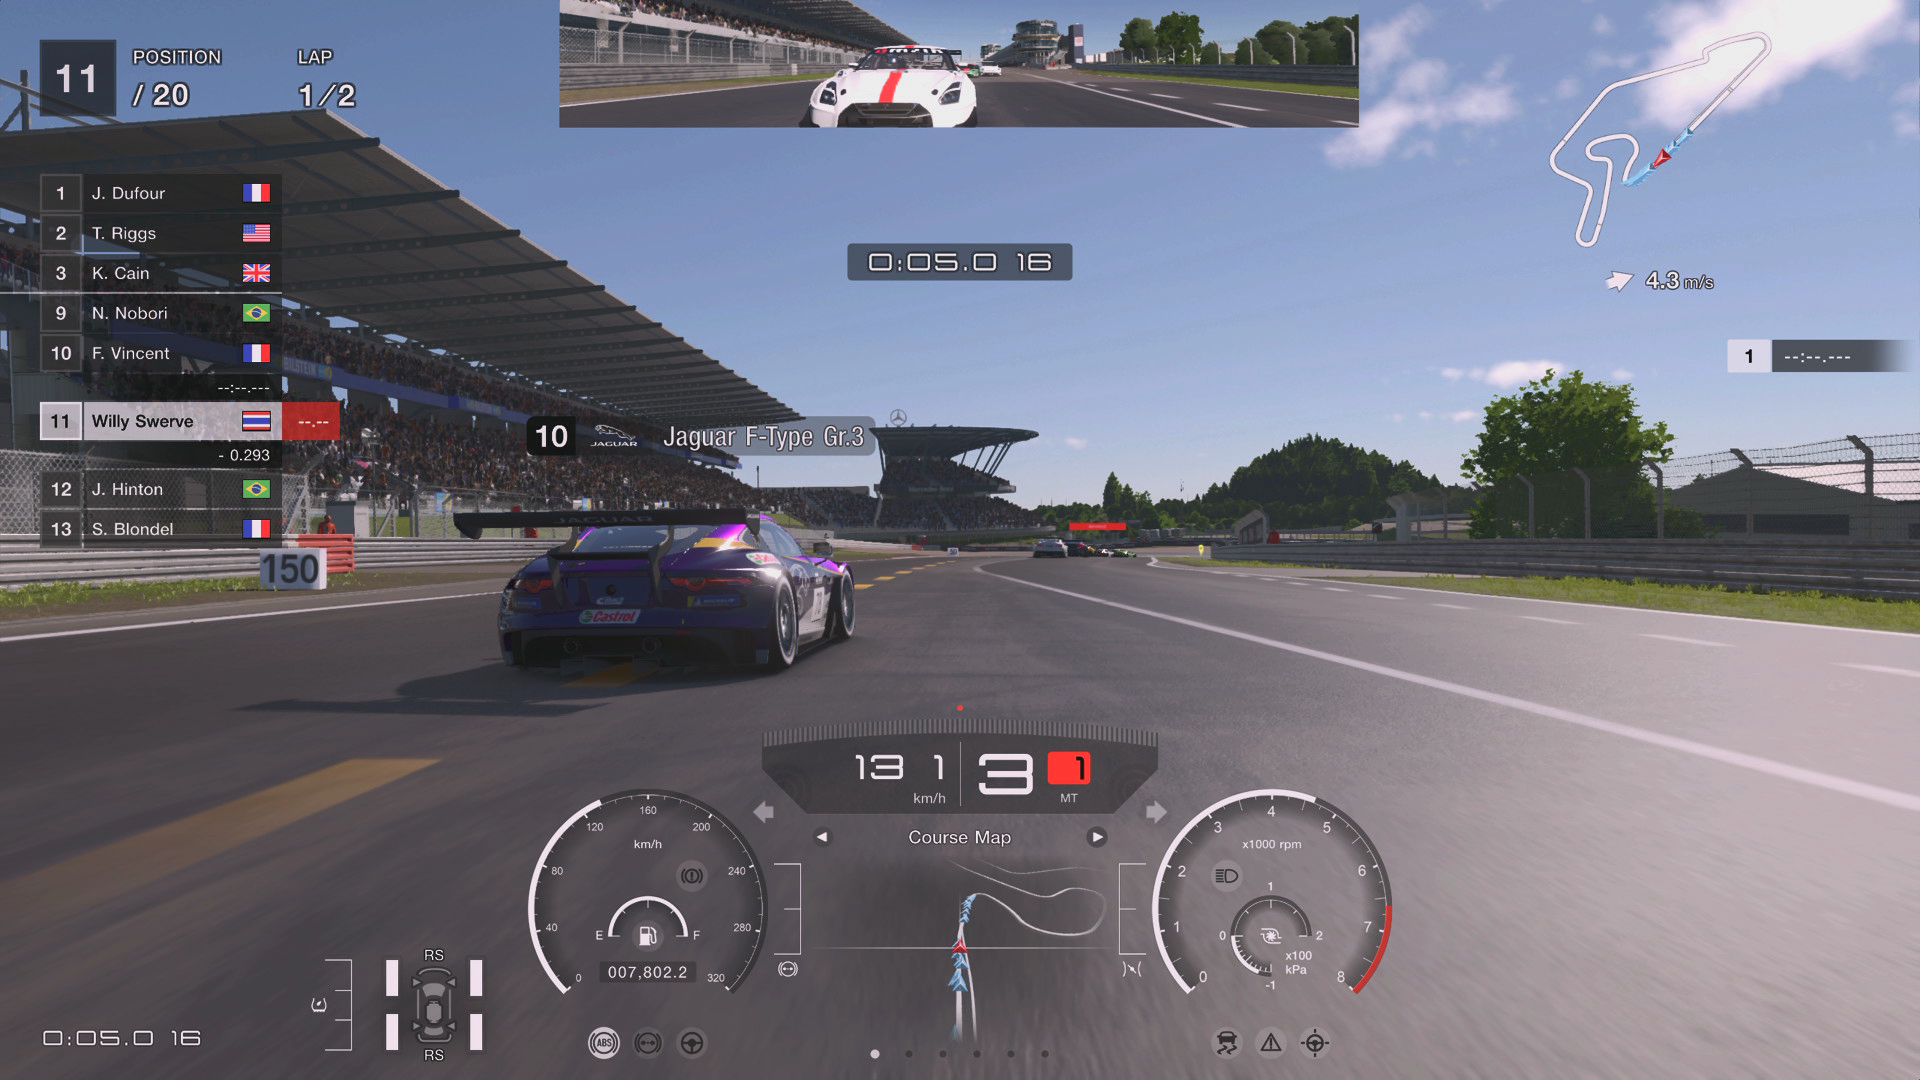 11
POSITION
/ 20
LAP
1/2
1 J. Dufour
2 T. Riggs
3 K. Cain
9 N. Nobori
10 F. Vincent
--:--.---
11 Willy Swerve --.--
- 0.293
12 J. Hinton
13 S. Blondel
0:05.0 16
4.3 m/s
1 --:--.---
10 JAGUAR Jaguar F-Type Gr.3
150
Castrol
131
km/h
3
1
MT
Course Map
0 40 80 120 160 200 240 280 320
km/h
E F
007,802.2
0 1 2 3 4 5 6 7 8
x1000 rpm
-1 0 1 2
x100
kPa
RS
RS
ABS
0:05.0 16